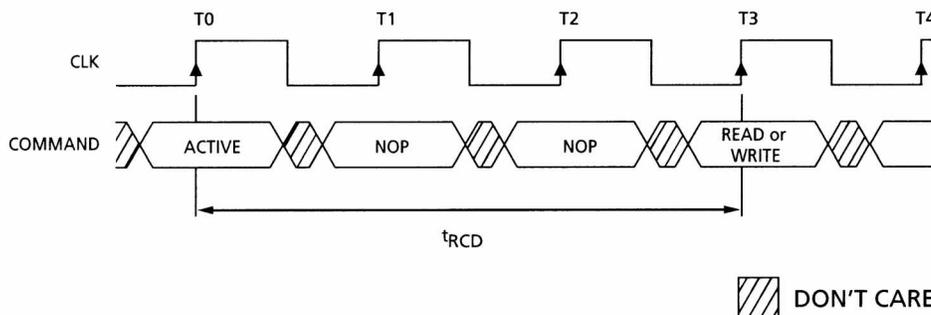 T0 T1 T2 T3 T4
CLK
COMMAND ACTIVE NOP NOP READ or
WRITE
tRCD
DON'T CARE